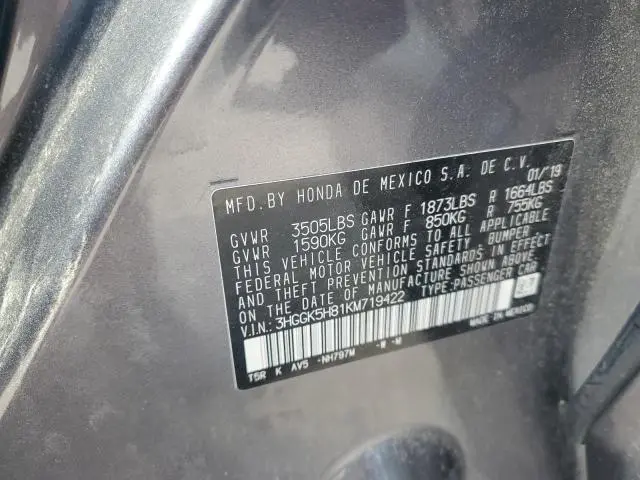 MFD. BY HONDA DE MEXICO S.A. DE C.V. 01/19
GVWR 3505LBS GAWR F 1873LBS R 1664LBS
GVWR 1590KG GAWR F 850KG R 755KG
THIS VEHICLE CONFORMS TO ALL APPLICABLE
FEDERAL MOTOR VEHICLE SAFETY, BUMPER,
AND THEFT PREVENTION STANDARDS IN EFFECT
ON THE DATE OF MANUFACTURE SHOWN ABOVE.
V.I.N.: 3HGGK5H81KM719422 TYPE:PASSENGER CAR
MADE IN MEXICO
T5R K AV5 -NH797M -M -M